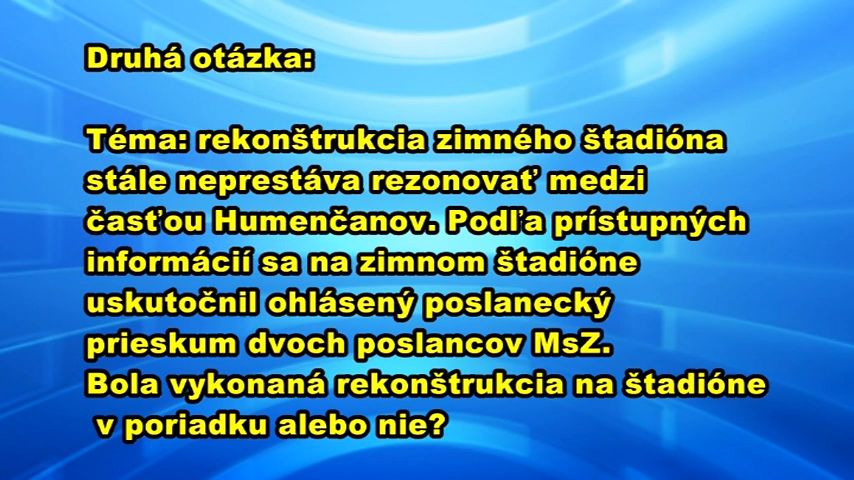 Druhá otázka:
Téma: rekonštrukcia zimného štadióna
stále neprestáva rezonovať medzi
časťou Humenčanov. Podľa prístupných
informácií sa na zimnom štadióne
uskutočnil ohlásený poslanecký
prieskum dvoch poslancov MsZ.
Bola vykonaná rekonštrukcia na štadióne
v poriadku alebo nie?